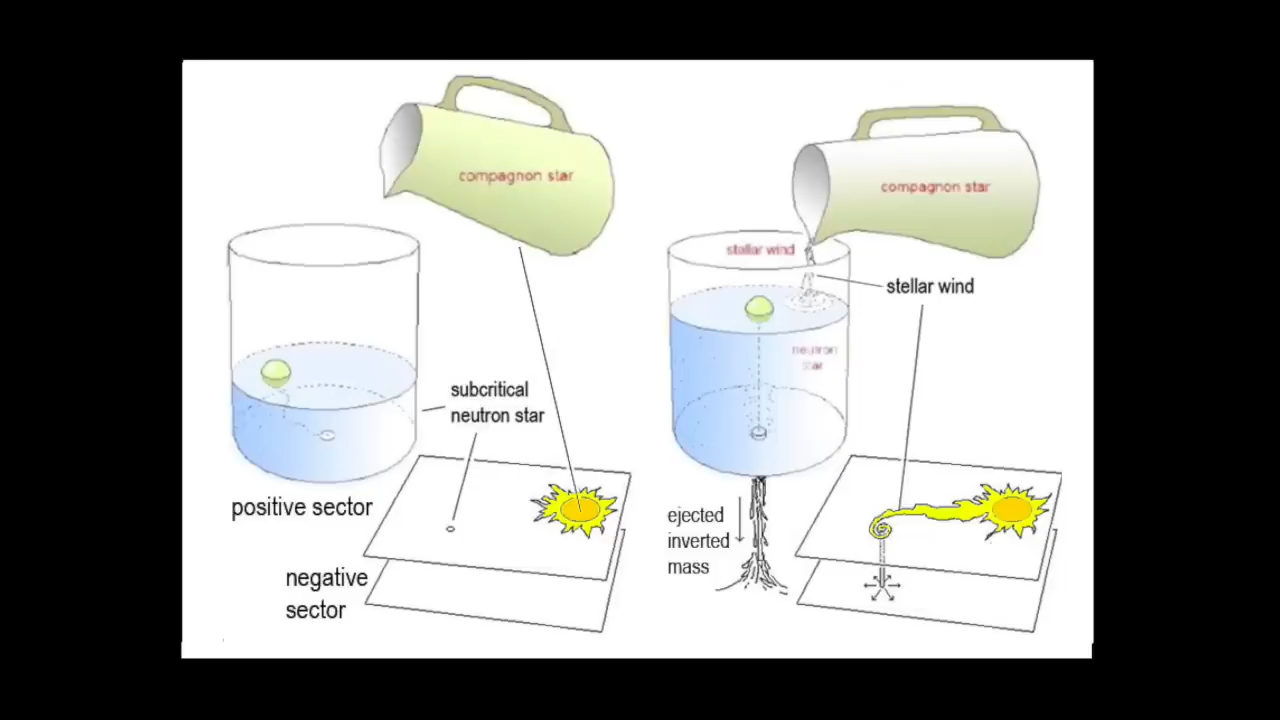 compagnon star
subcritical
neutron star
positive sector
negative
sector
compagnon star
stellar wind
stellar wind
neutron
star
ejected
inverted
mass